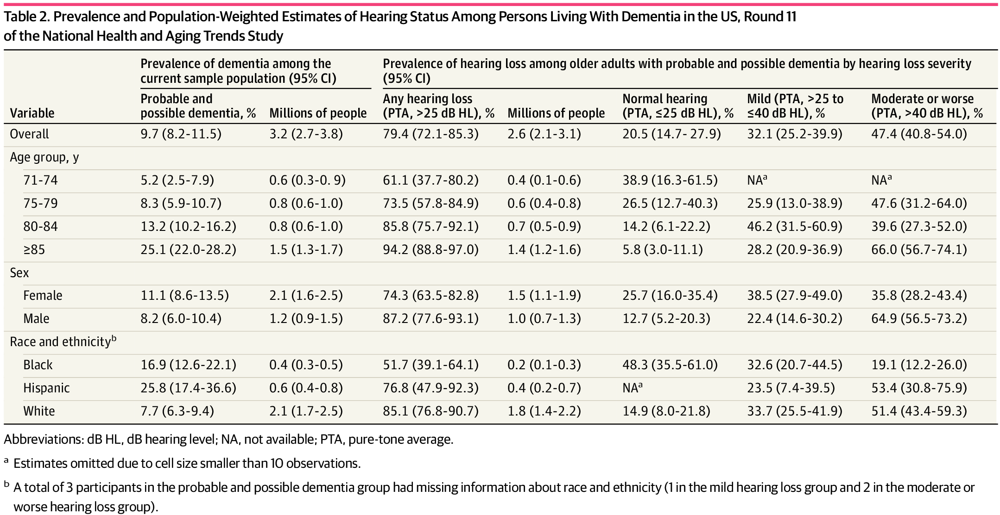 Table 2. Prevalence and Population-Weighted Estimates of Hearing Status Among Persons Living With Dementia in the US, Round 11
of the National Health and Aging Trends Study
Prevalence of dementia among the
current sample population (95% CI)
Prevalence of hearing loss among older adults with probable and possible dementia by hearing loss severity
(95% CI)
Variable
Probable and
possible dementia, %
Millions of people
Any hearing loss
(PTA, >25 dB HL), %
Millions of people
Normal hearing
(PTA, ≤25 dB HL), %
Mild (PTA, >25 to
≤40 dB HL), %
Moderate or worse
(PTA, >40 dB HL), %
Overall 9.7 (8.2-11.5) 3.2 (2.7-3.8) 79.4 (72.1-85.3) 2.6 (2.1-3.1) 20.5 (14.7- 27.9) 32.1 (25.2-39.9) 47.4 (40.8-54.0)
Age group, y
71-74 5.2 (2.5-7.9) 0.6 (0.3-0. 9) 61.1 (37.7-80.2) 0.4 (0.1-0.6) 38.9 (16.3-61.5) NAa NAa
75-79 8.3 (5.9-10.7) 0.8 (0.6-1.0) 73.5 (57.8-84.9) 0.6 (0.4-0.8) 26.5 (12.7-40.3) 25.9 (13.0-38.9) 47.6 (31.2-64.0)
80-84 13.2 (10.2-16.2) 0.8 (0.6-1.0) 85.8 (75.7-92.1) 0.7 (0.5-0.9) 14.2 (6.1-22.2) 46.2 (31.5-60.9) 39.6 (27.3-52.0)
≥85 25.1 (22.0-28.2) 1.5 (1.3-1.7) 94.2 (88.8-97.0) 1.4 (1.2-1.6) 5.8 (3.0-11.1) 28.2 (20.9-36.9) 66.0 (56.7-74.1)
Sex
Female 11.1 (8.6-13.5) 2.1 (1.6-2.5) 74.3 (63.5-82.8) 1.5 (1.1-1.9) 25.7 (16.0-35.4) 38.5 (27.9-49.0) 35.8 (28.2-43.4)
Male 8.2 (6.0-10.4) 1.2 (0.9-1.5) 87.2 (77.6-93.1) 1.0 (0.7-1.3) 12.7 (5.2-20.3) 22.4 (14.6-30.2) 64.9 (56.5-73.2)
Race and ethnicityb
Black 16.9 (12.6-22.1) 0.4 (0.3-0.5) 51.7 (39.1-64.1) 0.2 (0.1-0.3) 48.3 (35.5-61.0) 32.6 (20.7-44.5) 19.1 (12.2-26.0)
Hispanic 25.8 (17.4-36.6) 0.6 (0.4-0.8) 76.8 (47.9-92.3) 0.4 (0.2-0.7) NAa 23.5 (7.4-39.5) 53.4 (30.8-75.9)
White 7.7 (6.3-9.4) 2.1 (1.7-2.5) 85.1 (76.8-90.7) 1.8 (1.4-2.2) 14.9 (8.0-21.8) 33.7 (25.5-41.9) 51.4 (43.4-59.3)
Abbreviations: dB HL, dB hearing level; NA, not available; PTA, pure-tone average.
a Estimates omitted due to cell size smaller than 10 observations.
b A total of 3 participants in the probable and possible dementia group had missing information about race and ethnicity (1 in the mild hearing loss group and 2 in the moderate or
worse hearing loss group).